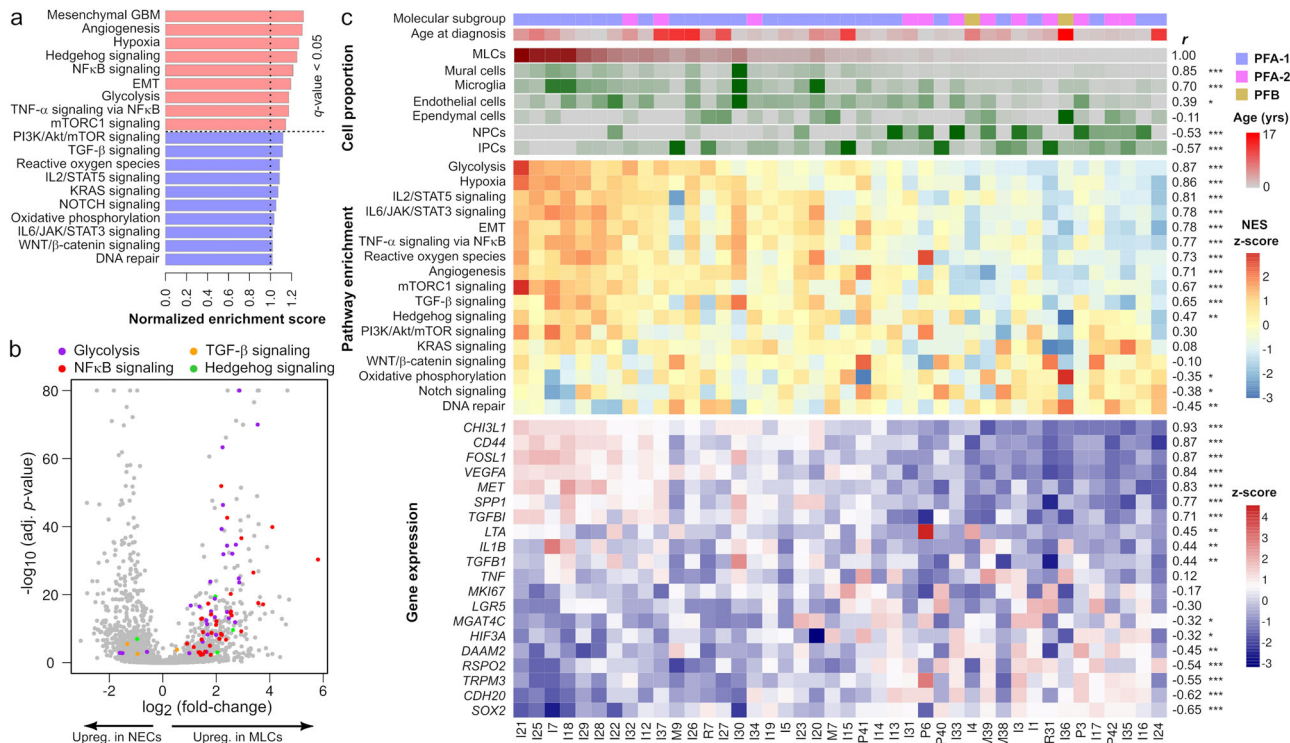 a
Mesenchymal GBM
Angiogenesis
Hypoxia
Hedgehog signaling
NFκB signaling
EMT
Glycolysis
TNF-α signaling via NFκB
mTORC1 signaling
PI3K/Akt/mTOR signaling
TGF-β signaling
Reactive oxygen species
IL2/STAT5 signaling
KRAS signaling
NOTCH signaling
Oxidative phosphorylation
IL6/JAK/STAT3 signaling
WNT/β-catenin signaling
DNA repair
q-value < 0.05
0.0 0.2 0.4 0.6 0.8 1.0 1.2
Normalized enrichment score
b
Glycolysis
NFκB signaling
TGF-β signaling
Hedgehog signaling
-log10 (adj. p-value)
80
60
40
20
0
-2 0 2 4 6
log2 (fold-change)
Upreg. in NECs
Upreg. in MLCs
c
Molecular subgroup
Age at diagnosis
r
Cell proportion
MLCs 1.00
Mural cells 0.85 ***
Microglia 0.70 ***
Endothelial cells 0.39 *
Ependymal cells -0.11
NPCs -0.53 ***
IPCs -0.57 ***
Pathway enrichment
Glycolysis 0.87 ***
Hypoxia 0.86 ***
IL2/STAT5 signaling 0.81 ***
IL6/JAK/STAT3 signaling 0.78 ***
EMT 0.78 ***
TNF-α signaling via NFκB 0.77 ***
Reactive oxygen species 0.73 ***
Angiogenesis 0.71 ***
mTORC1 signaling 0.67 ***
TGF-β signaling 0.65 ***
Hedgehog signaling 0.47 **
PI3K/Akt/mTOR signaling 0.30
KRAS signaling 0.08
WNT/β-catenin signaling -0.10
Oxidative phosphorylation -0.35 *
Notch signaling -0.38 *
DNA repair -0.45 **
Gene expression
CHI3L1 0.93 ***
CD44 0.87 ***
FOSL1 0.87 ***
VEGFA 0.84 ***
MET 0.83 ***
SPP1 0.77 ***
TGFBI 0.71 ***
LTA 0.45 **
IL1B 0.44 **
TGFB1 0.44 **
TNF 0.12
MKI67 -0.17
LGR5 -0.30
MGAT4C -0.32 *
HIF3A -0.32 *
DAAM2 -0.45 **
RSPO2 -0.54 ***
TRPM3 -0.55 ***
CDH20 -0.62 ***
SOX2 -0.65 ***
I21 I25 I7 I18 I29 I28 I22 I32 I12 I37 M9 I26 R7 I27 I30 I34 I19 I5 I23 I20 M7 I15 P41 I14 I13 I31 P6 P40 I33 I4 M39 I38 I3 I1 R31 I36 P3 I17 P42 I35 I16 I24
PFA-1
PFA-2
PFB
Age (yrs)
17
0
NES
z-score
2
1
0
-1
-2
-3
z-score
4
3
2
1
0
-1
-2
-3